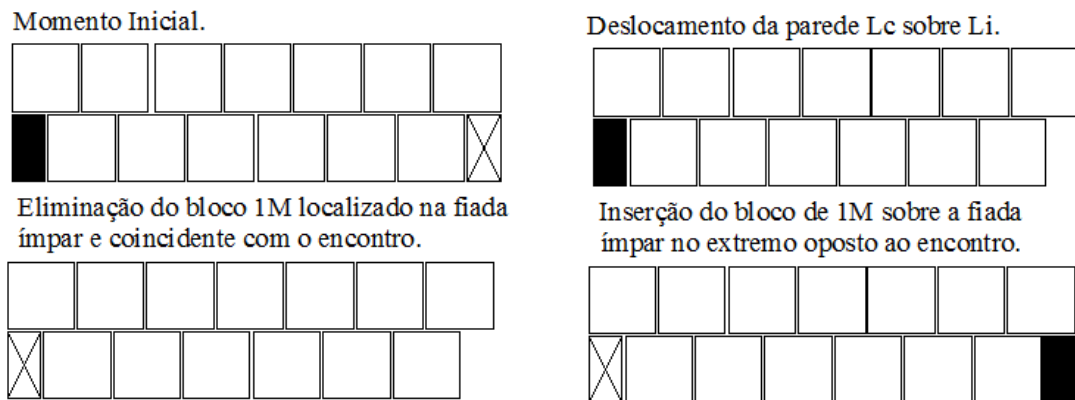 Momento Inicial.
Deslocamento da parede Lc sobre Li.
Eliminação do bloco 1M localizado na fiada
ímpar e coincidente com o encontro.
Inserção do bloco de 1M sobre a fiada
ímpar no extremo oposto ao encontro.